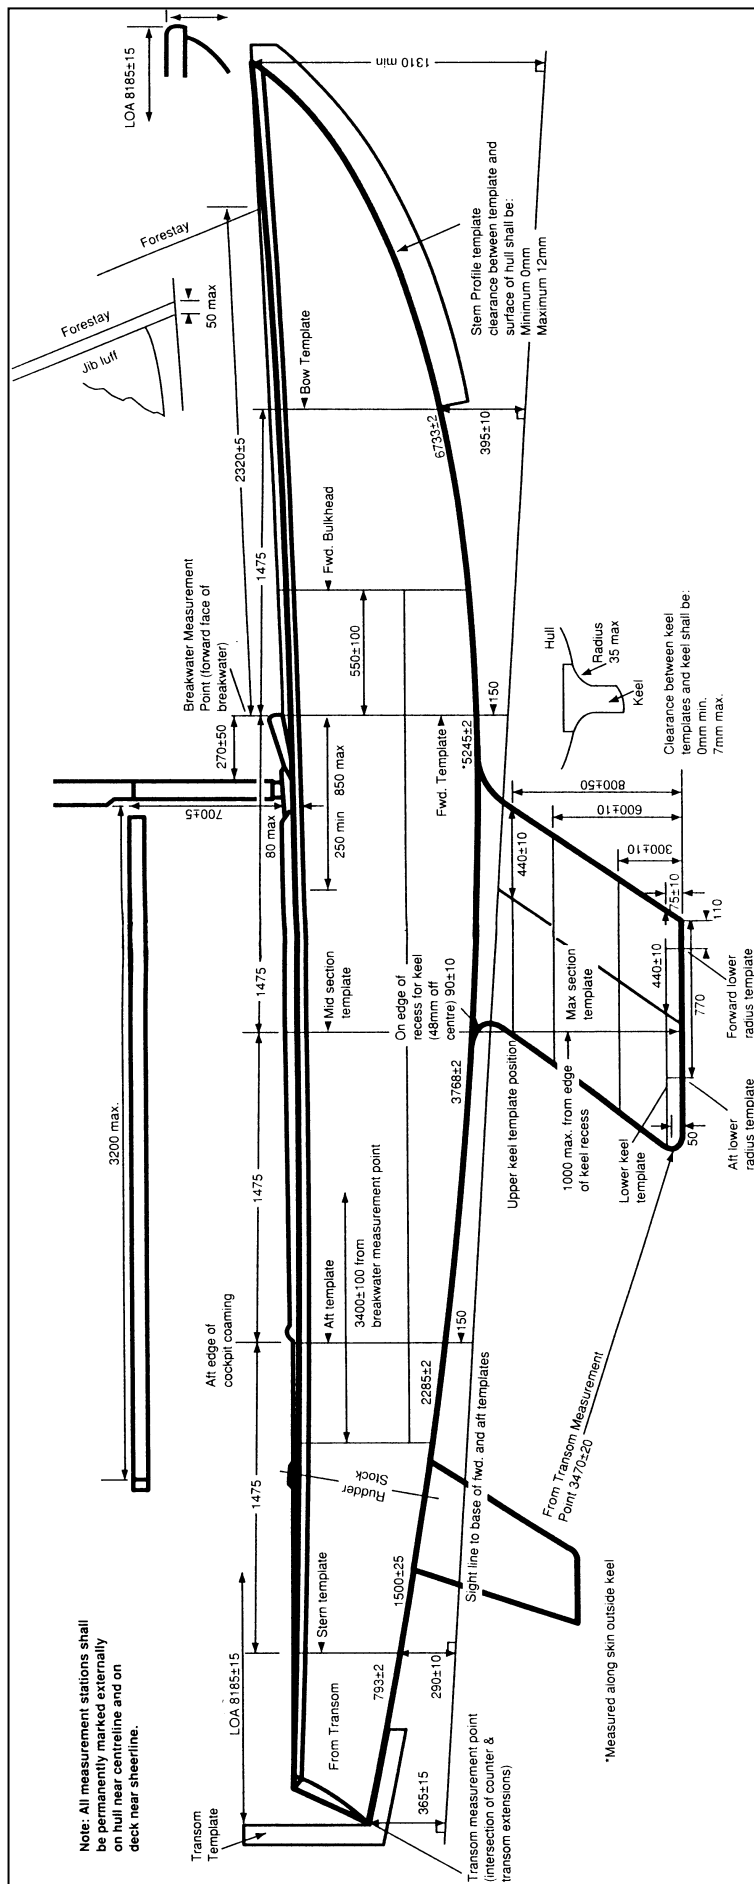 Note: All measurement stations shall
be permanently marked externally
on hull near centreline and on
deck near sheerline.
LOA 8185±15
Transom
Template
Stern template
From Transom
793±2
290±10
365±15
Transom measurement point
(intersection of counter &
transom extensions)
1475
Rudder
Stock
1500±25
Sight line to base of fwd. and aft templates
*Measured along skin outside keel
From Transom Measurement
Point 3470±20
3200 max.
Aft edge of
cockpit coaming
1475
Aft template
3400±100 from
breakwater measurement point
2285±2
150
1475
Mid section
template
On edge of
recess for keel
(48mm off
centre) 90±10
3768±2
Upper keel template position
1000 max. from edge
of keel recess
Max section
template
Lower keel
template
50
Aft lower
radius template
Forward lower
radius template
770
110
440±10
75±10
300±10
600±10
800±50
440±10
700±5
80 max
250 min
850 max
270±50
Breakwater Measurement
Point (forward face of
breakwater)
Fwd. Template
*5245±2
150
550±100
Fwd. Bulkhead
1475
2320±5
Bow Template
6733±2
395±10
Hull
Radius
35 max
Keel
Clearance between keel
templates and keel shall be:
0mm min.
7mm max.
Stem Profile template
clearance between template and
surface of hull shall be:
Minimum 0mm
Maximum 12mm
1310 min
Forestay
Forestay
Jib luff
50 max
LOA 8185±15